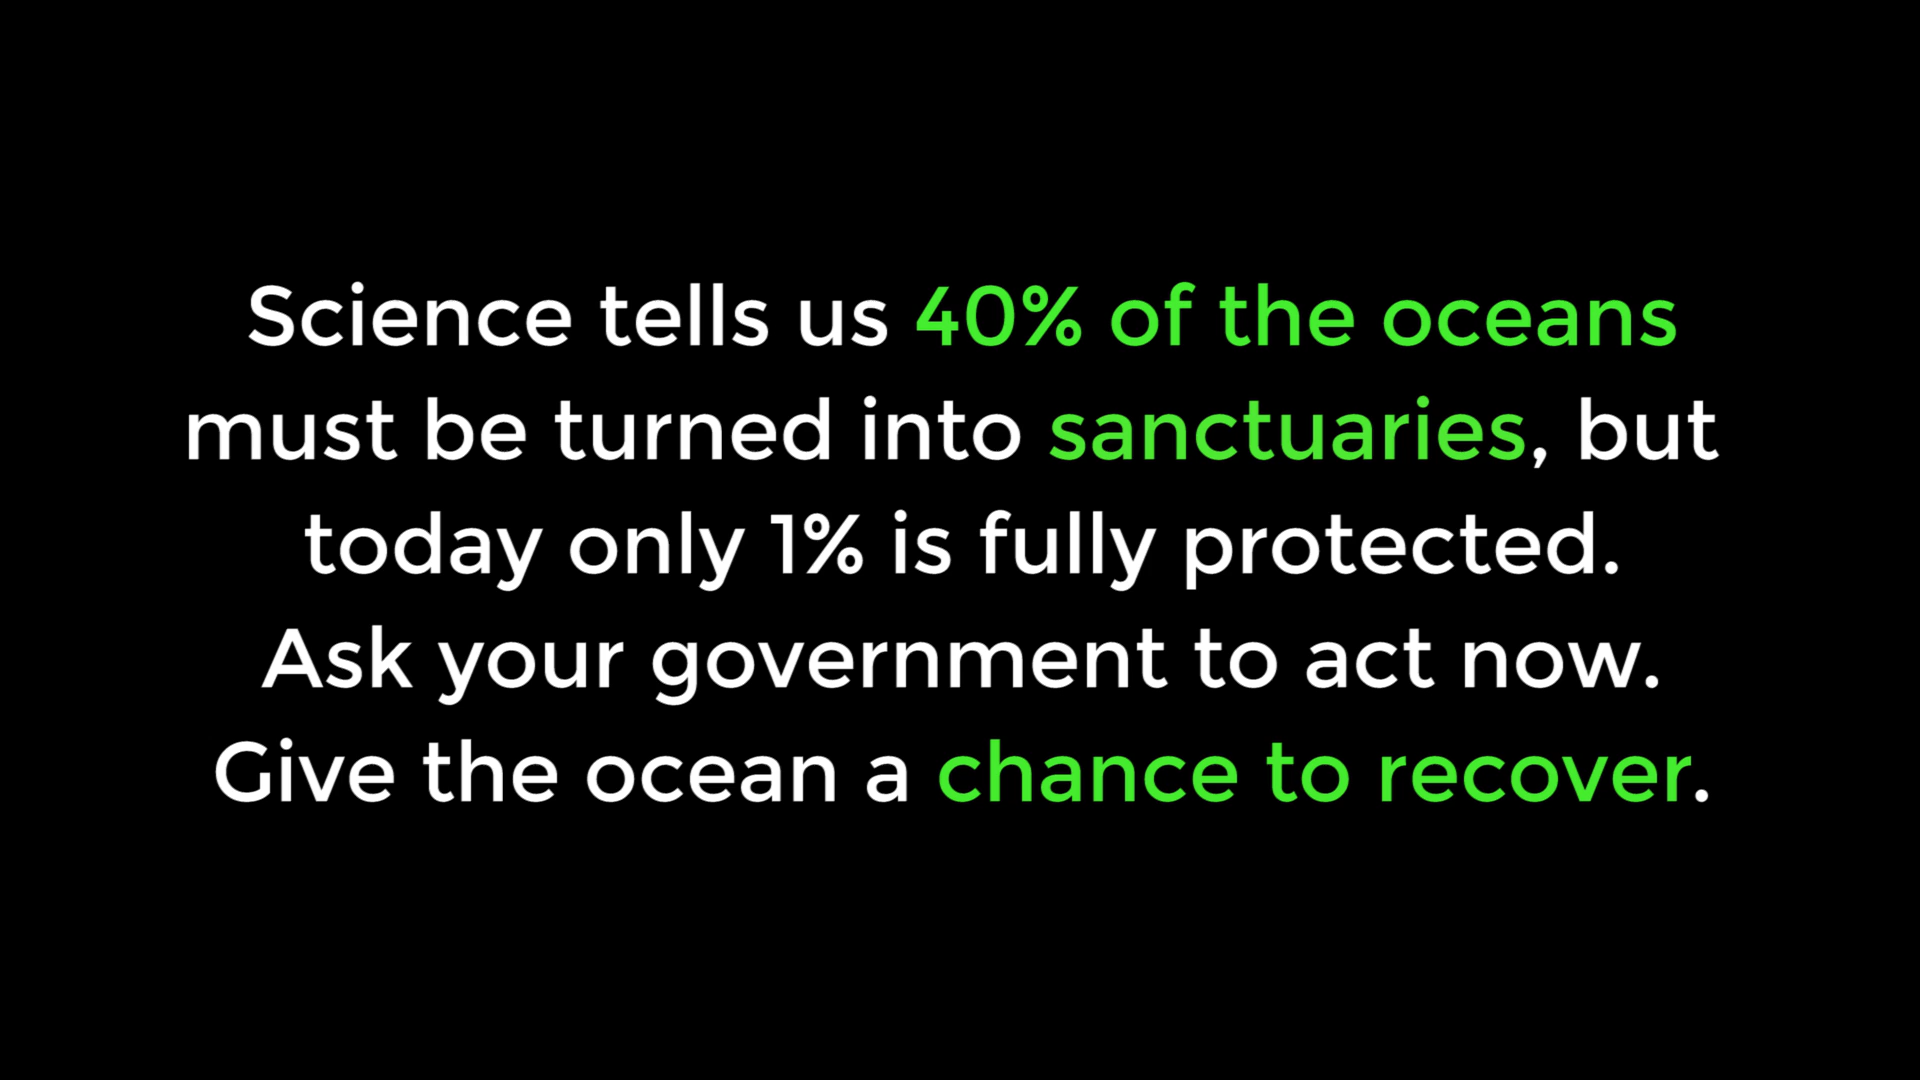 Science tells us 40% of the oceans
must be turned into sanctuaries, but
today only 1% is fully protected.
Ask your government to act now.
Give the ocean a chance to recover.